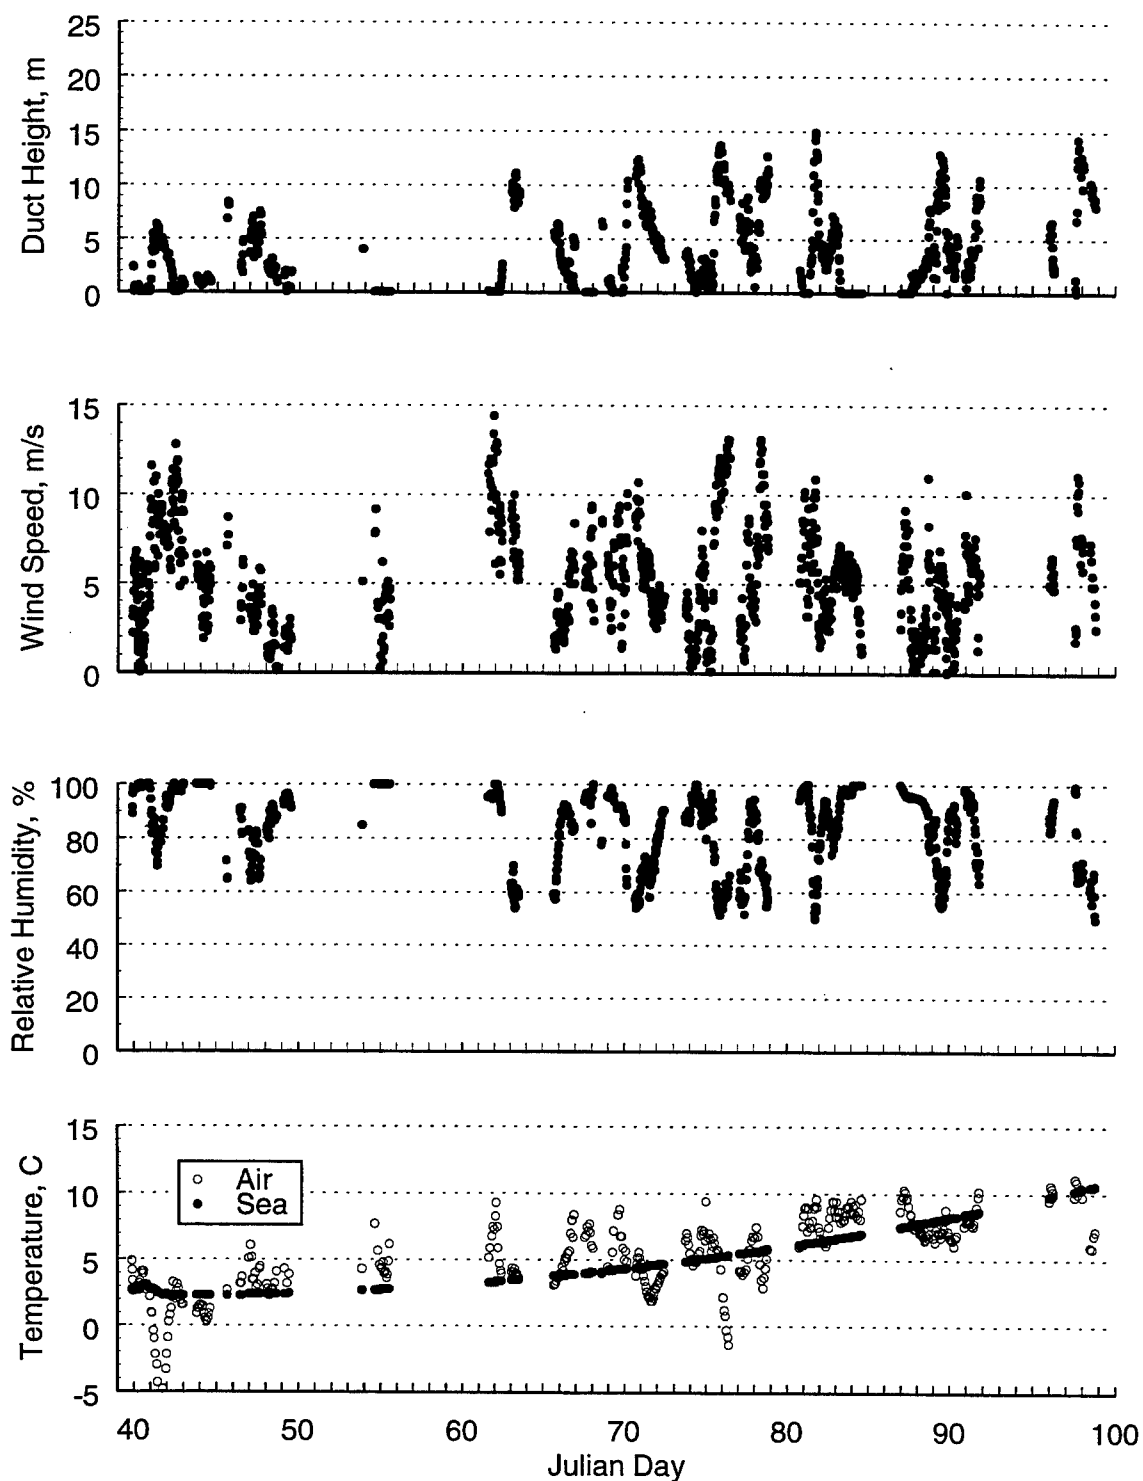 25
20
15
10
5
0
Duct Height, m
15
10
5
0
Wind Speed, m/s
100
80
60
40
20
0
Relative Humidity, %
15
10
5
0
-5
Temperature, C
Air
Sea
40 50 60 70 80 90 100
Julian Day